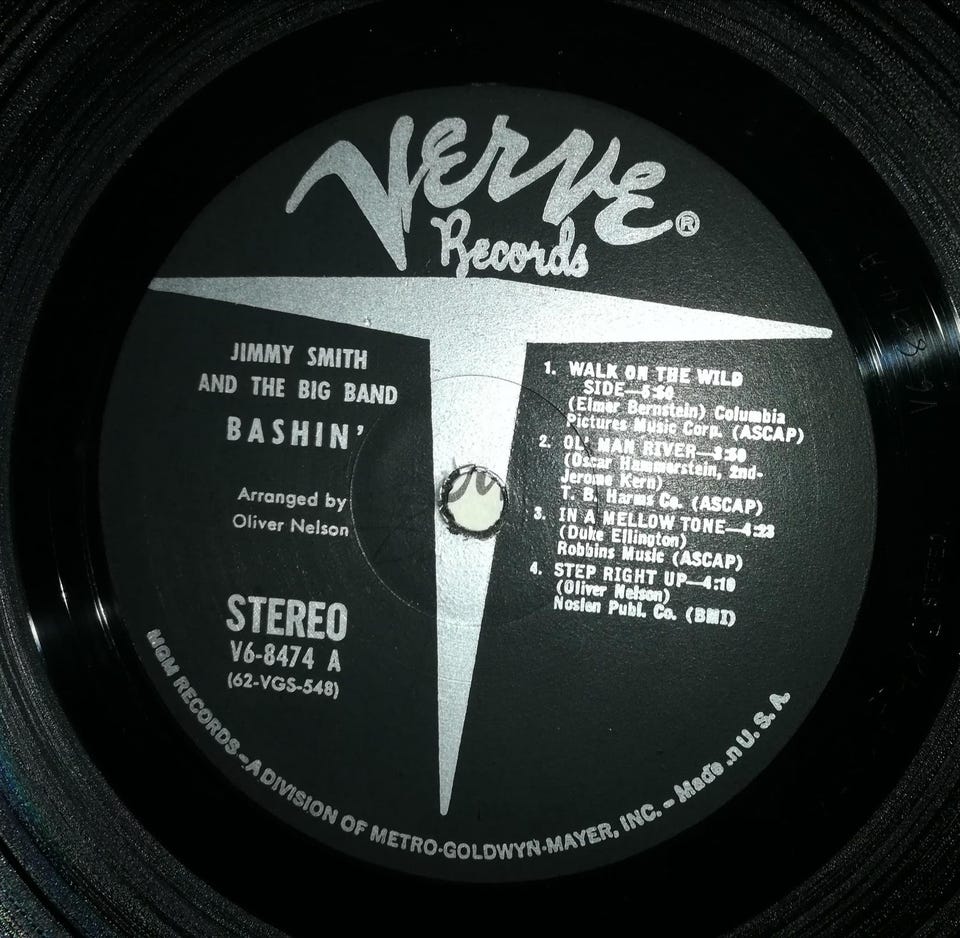 Verve ®
Records
JIMMY SMITH
AND THE BIG BAND
BASHIN'
Arranged by
Oliver Nelson
STEREO
V6-8474 A
(62-VGS-548)
1. WALK ON THE WILD
SIDE—
(Elmer Bernstein) Columbia
Pictures Music Corp. (ASCAP)
2. OL' MAN RIVER—
(Oscar Hammerstein, 2nd-
Jerome Kern)
T. B. Harms Co. (ASCAP)
3. IN A MELLOW TONE—4:23
(Duke Ellington)
Robbins Music (ASCAP)
4. STEP RIGHT UP—4:10
(Oliver Nelson)
Noslen Publ. Co. (BMI)
MGM RECORDS - A DIVISION OF METRO-GOLDWYN-MAYER, INC. - Made in U. S. A.